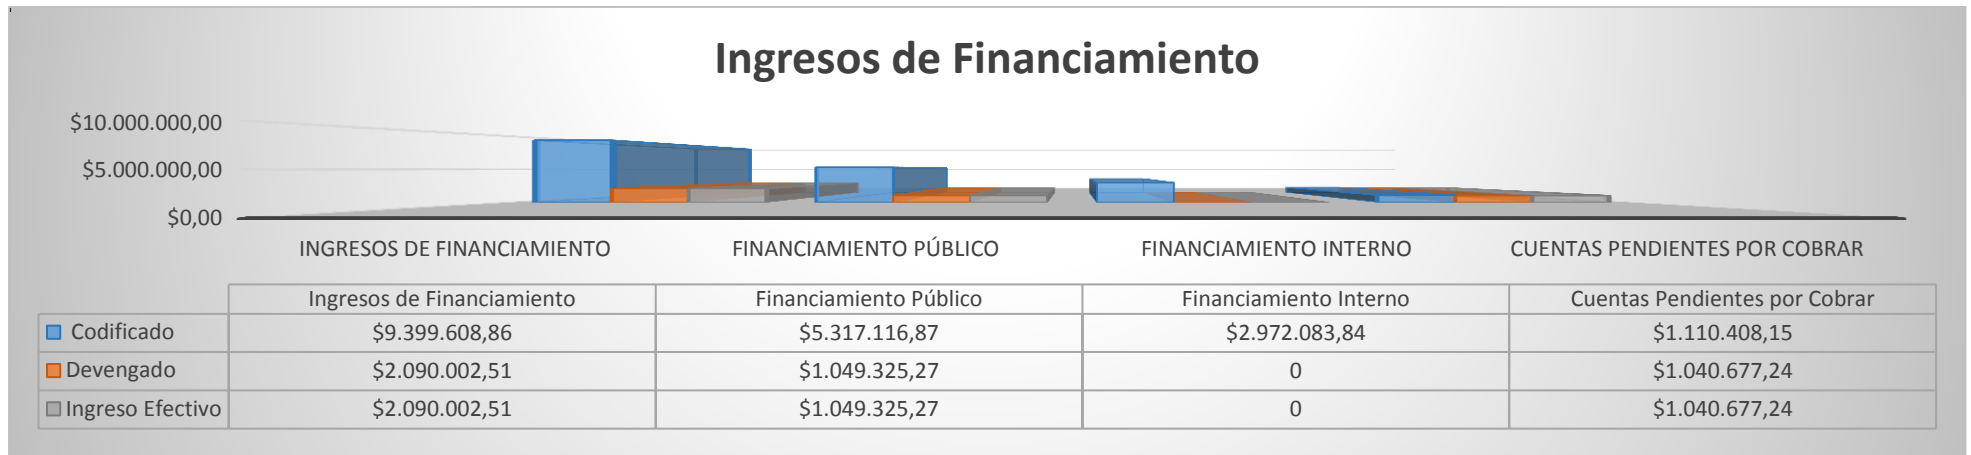 Ingresos de Financiamiento
$10.000.000,00
$5.000.000,00
$0,00
INGRESOS DE FINANCIAMIENTO FINANCIAMIENTO PÚBLICO FINANCIAMIENTO INTERNO CUENTAS PENDIENTES POR COBRAR
Ingresos de Financiamiento Financiamiento Público Financiamiento Interno Cuentas Pendientes por Cobrar
Codificado $9.399.608,86 $5.317.116,87 $2.972.083,84 $1.110.408,15
Devengado $2.090.002,51 $1.049.325,27 0 $1.040.677,24
Ingreso Efectivo $2.090.002,51 $1.049.325,27 0 $1.040.677,24